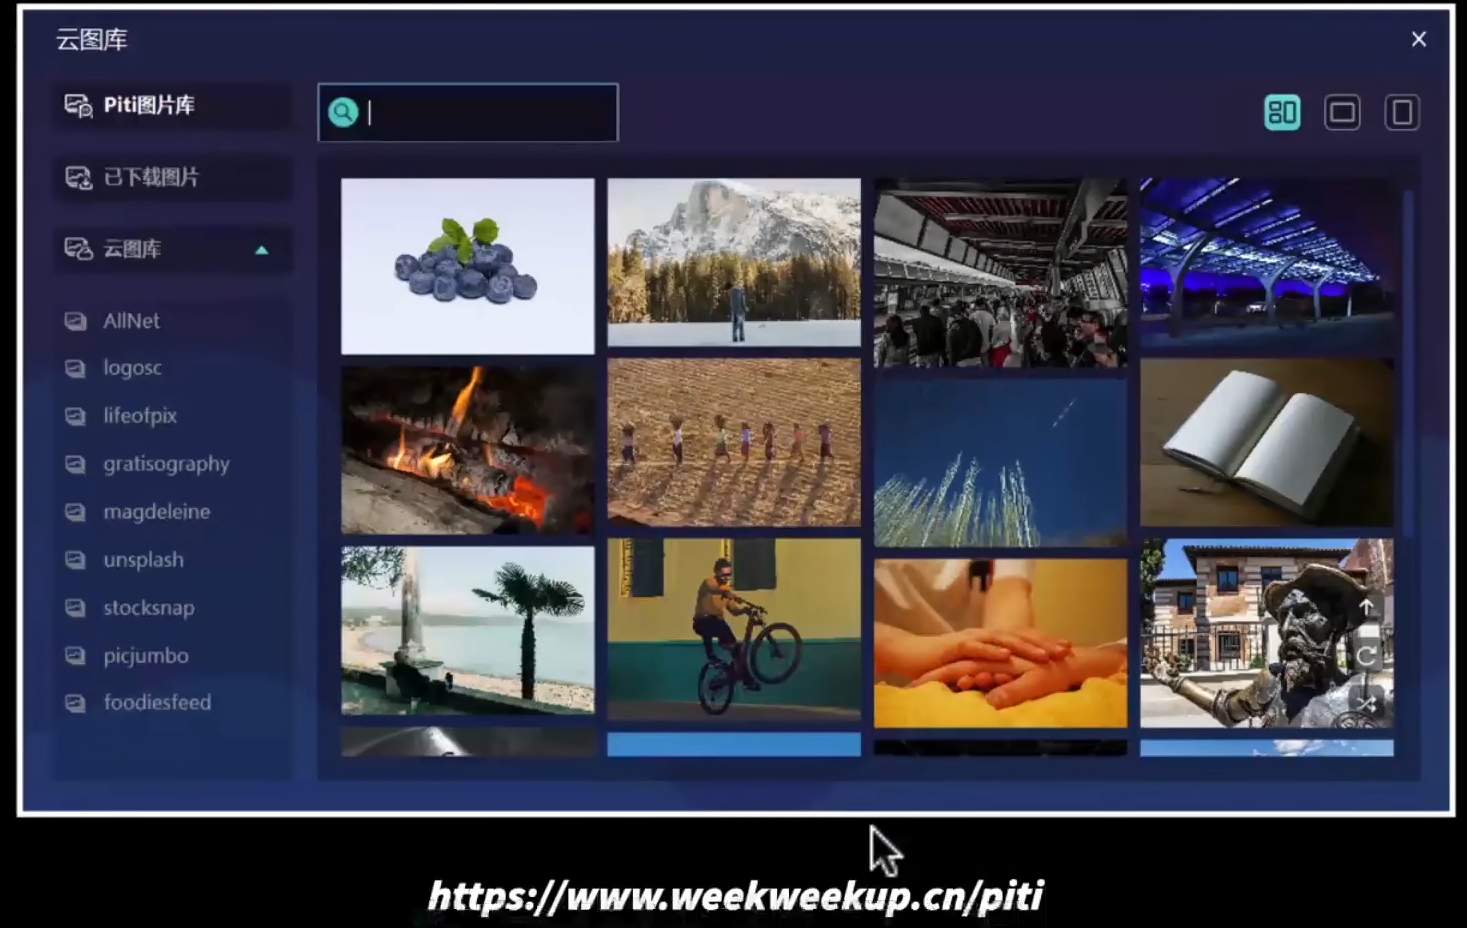 云图库
Piti图片库
已下载图片
云图库
AllNet
logosc
lifeofpix
gratisography
magdeleine
unsplash
stocksnap
picjumbo
foodiesfeed
https://www.weekweekup.cn/piti